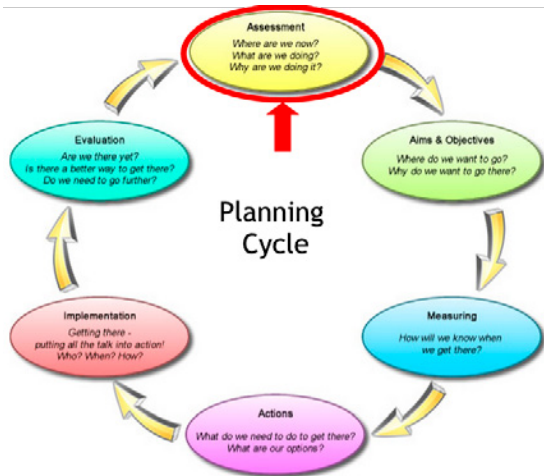 Assessment
Where are we now?
What are we doing?
Why are we doing it?
Aims & Objectives
Where do we want to go?
Why do we want to go there?
Measuring
How will we know when
we get there?
Actions
What do we need to do to get there?
What are our options?
Implementation
Getting there -
putting all the talk into action!
Who? When? How?
Evaluation
Are we there yet?
Is there a better way to get there?
Do we need to go further?
Planning
Cycle